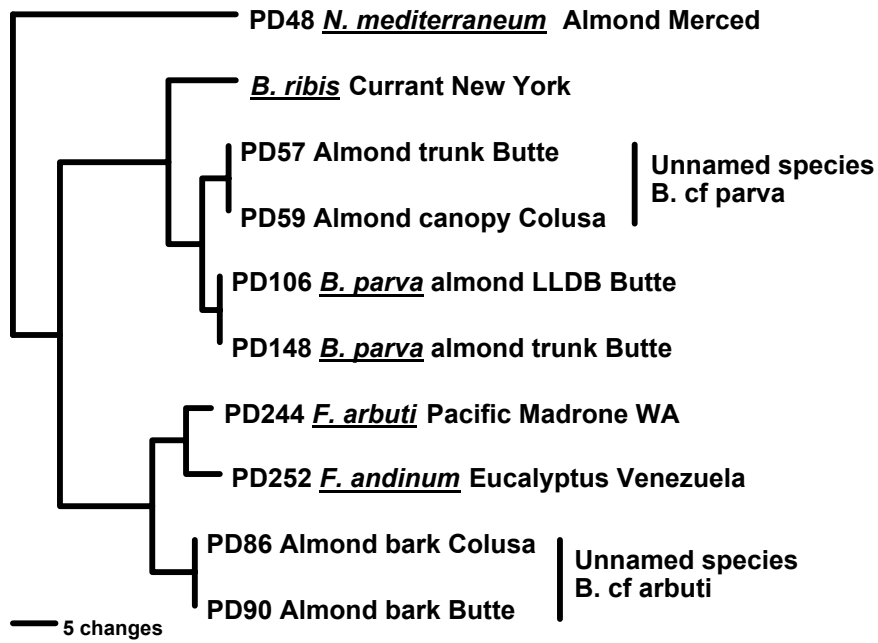 PD48 N. mediterraneum Almond Merced
B. ribis Currant New York
PD57 Almond trunk Butte
PD59 Almond canopy Colusa
Unnamed species
B. cf parva
PD106 B. parva almond LLDB Butte
PD148 B. parva almond trunk Butte
PD244 F. arbuti Pacific Madrone WA
PD252 F. andinum Eucalyptus Venezuela
PD86 Almond bark Colusa
PD90 Almond bark Butte
Unnamed species
B. cf arbuti
5 changes